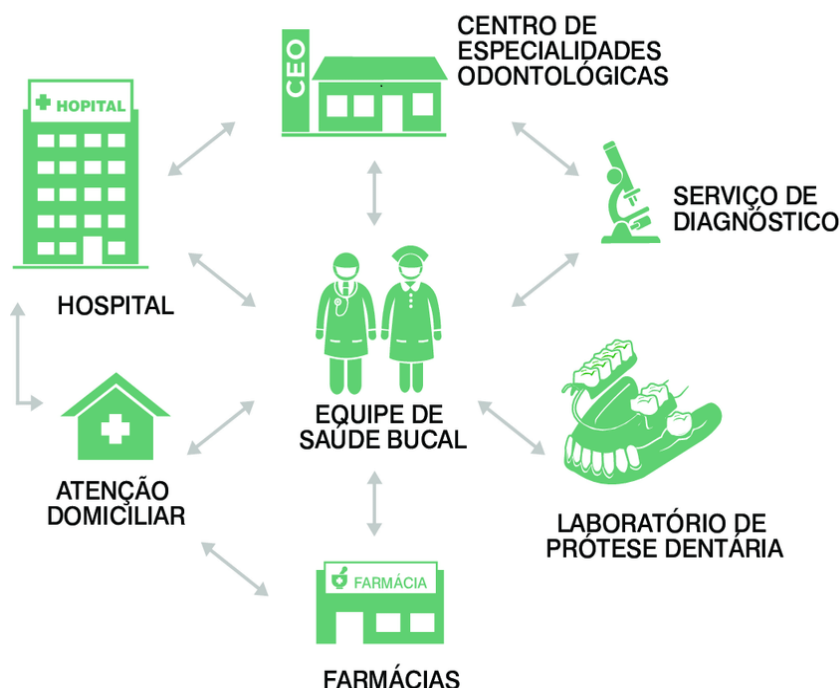 CENTRO DE
ESPECIALIDADES
ODONTOLÓGICAS
CEO
HOPITAL
SERVIÇO DE
DIAGNÓSTICO
HOSPITAL
EQUIPE DE
SAÚDE BUCAL
ATENÇÃO
DOMICILIAR
LABORATÓRIO DE
PRÓTESE DENTÁRIA
FARMÁCIA
FARMÁCIAS